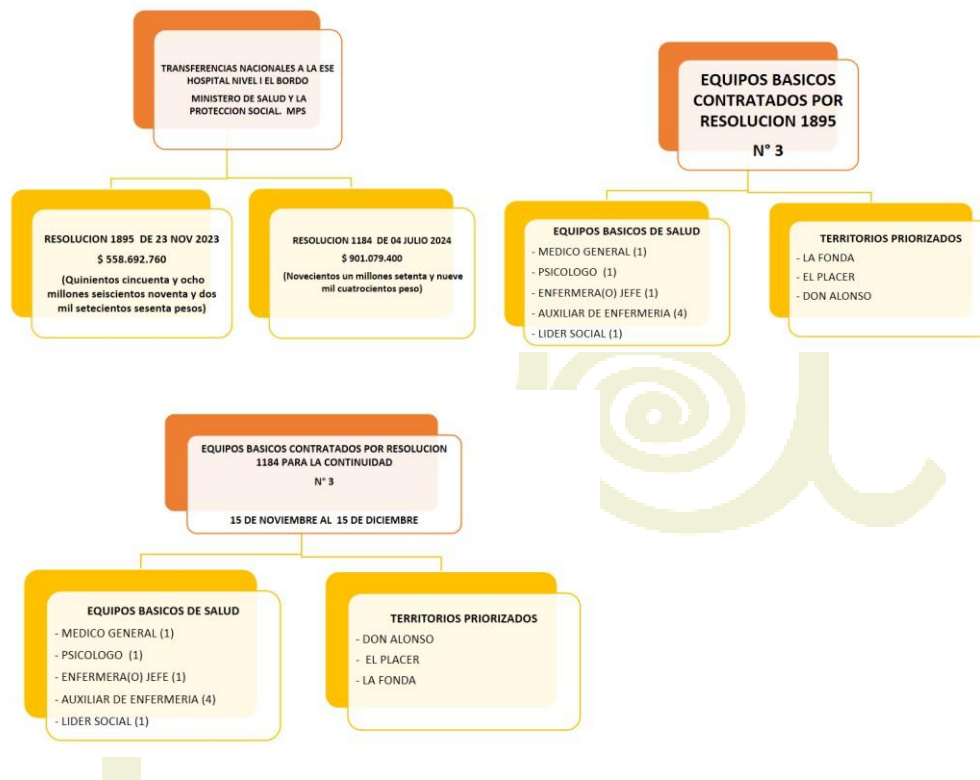 TRANSFERENCIAS NACIONALES A LA ESE
HOSPITAL NIVEL I EL BORDO
MINISTERO DE SALUD Y LA
PROTECCION SOCIAL. MPS
RESOLUCION 1895 DE 23 NOV 2023
$ 558.692.760
(Quinientos cincuenta y ocho
millones seiscientos noventa y dos
mil setecientos sesenta pesos)
RESOLUCION 1184 DE 04 JULIO 2024
$ 901.079.400
(Novecientos un millones setenta y nueve
mil cuatrocientos peso)
EQUIPOS BASICOS
CONTRATADOS POR
RESOLUCION 1895
N° 3
EQUIPOS BASICOS DE SALUD
- MEDICO GENERAL (1)
- PSICOLOGO (1)
- ENFERMERA(O) JEFE (1)
- AUXILIAR DE ENFERMERIA (4)
- LIDER SOCIAL (1)
TERRITORIOS PRIORIZADOS
- LA FONDA
- EL PLACER
- DON ALONSO
EQUIPOS BASICOS CONTRATADOS POR RESOLUCION
1184 PARA LA CONTINUIDAD
N° 3
15 DE NOVIEMBRE AL 15 DE DICIEMBRE
EQUIPOS BASICOS DE SALUD
- MEDICO GENERAL (1)
- PSICOLOGO (1)
- ENFERMERA(O) JEFE (1)
- AUXILIAR DE ENFERMERIA (4)
- LIDER SOCIAL (1)
TERRITORIOS PRIORIZADOS
- DON ALONSO
- EL PLACER
- LA FONDA